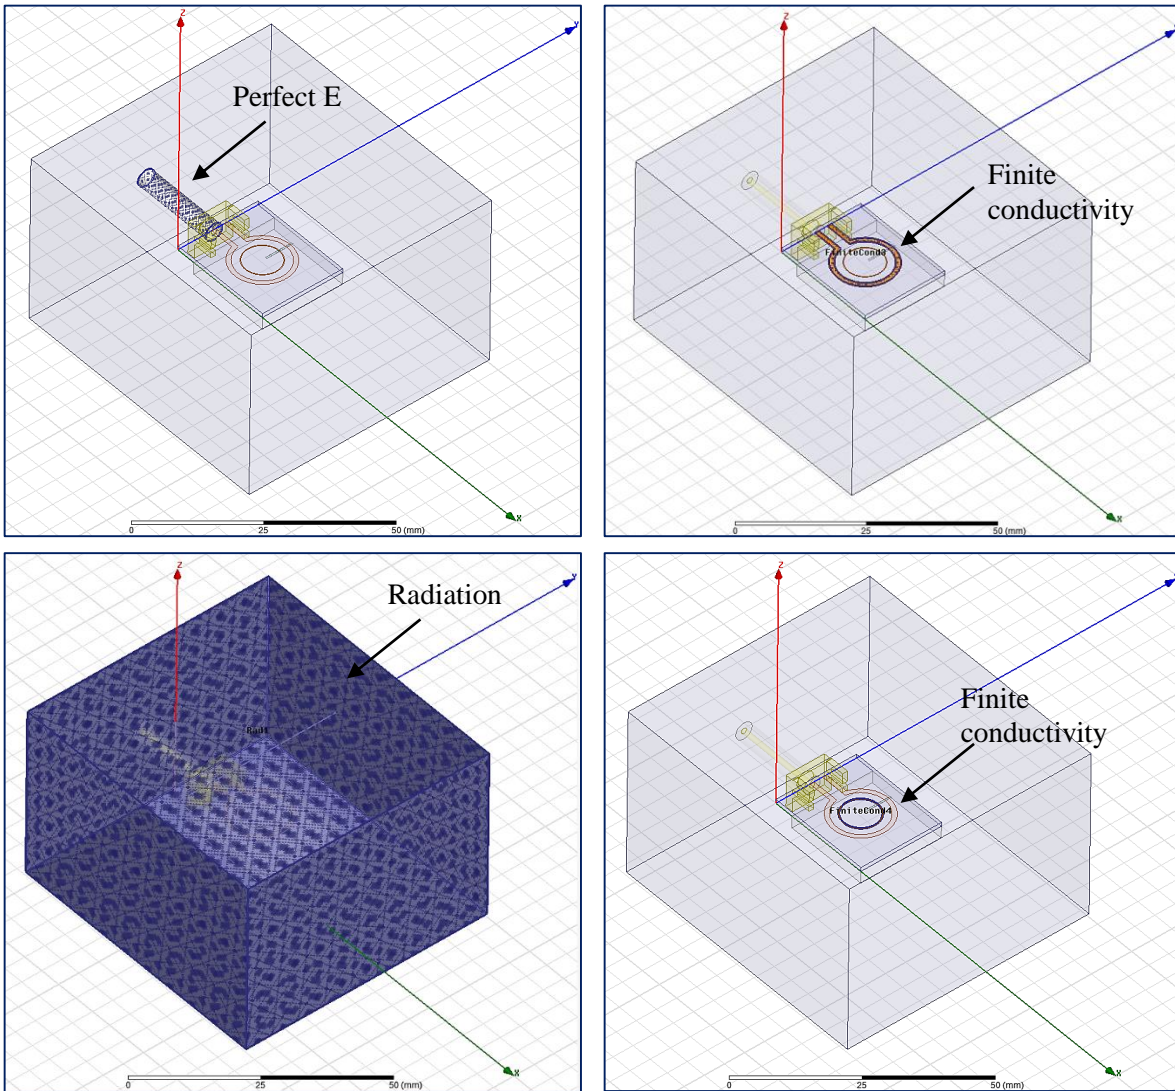 Z
Y
Perfect E
X
0
25
50 (mm)
Z
Finite
conductivity
FiniteCond3
X
0
25
50 (mm)
Z
Y
Radiation
Rad1
X
0
25
50 (mm)
Z
Finite
conductivity
FiniteCond4
X
0
25
50 (mm)